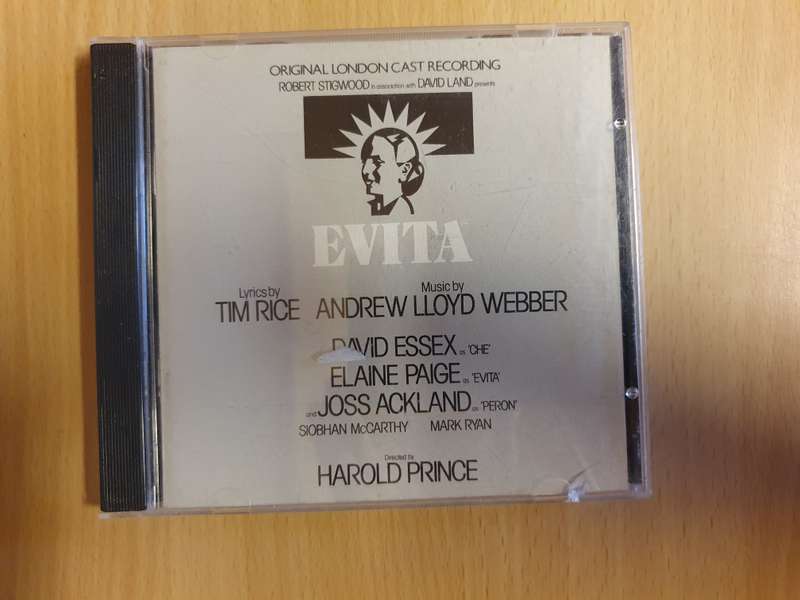 ORIGINAL LONDON CAST RECORDING
ROBERT STIGWOOD in association with DAVID LAND presents
EVITA
Lyrics by Music by
TIM RICE ANDREW LLOYD WEBBER
DAVID ESSEX as 'CHE'
ELAINE PAIGE as 'EVITA'
and JOSS ACKLAND as 'PERON'
SIOBHAN McCARTHY MARK RYAN
Directed by
HAROLD PRINCE